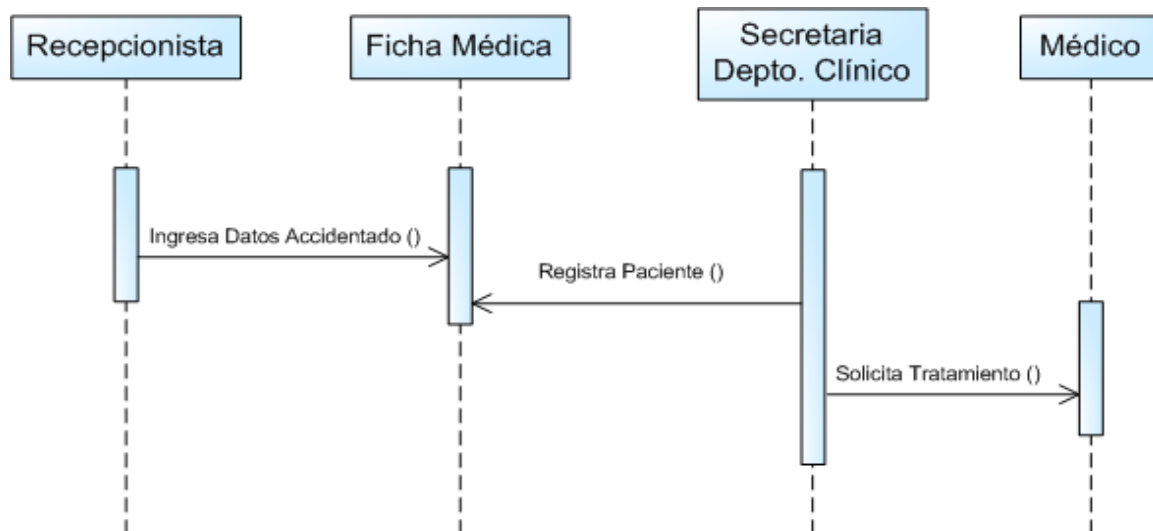 Recepcionista
Ficha Médica
Secretaria
Depto. Clínico
Médico
Ingresa Datos Accidentado ()
Registra Paciente ()
Solicita Tratamiento ()